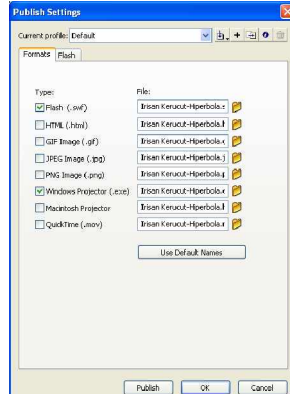 Publish Settings
Current profile: Default
Formats Flash
Type: File:
Flash (.swf) Irisan Kerucut-Hiperbola.
HTML (.html) Irisan Kerucut-Hiperbola.
GIF Image (.gif) Irisan Kerucut-Hiperbola.
JPEG Image (.jpg) Irisan Kerucut-Hiperbola.j
PNG Image (.png) Irisan Kerucut-Hiperbola.
Windows Projector (.exe) Irisan Kerucut-Hiperbola.
Macintosh Projector Irisan Kerucut-Hiperbola.
QuickTime (.mov) Irisan Kerucut-Hiperbola.
Use Default Names
Publish OK Cancel